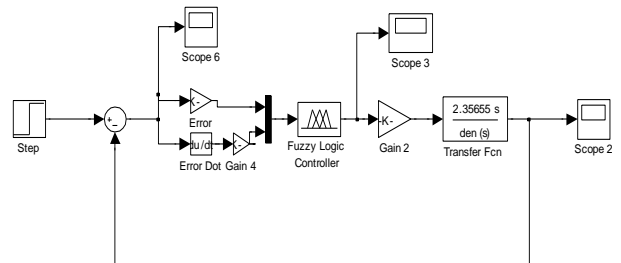 Scope 6
Scope 3
Step
+
–
K-
Error
du/dt
Error Dot
K-
Gain 4
Fuzzy Logic
Controller
-K-
Gain 2
2.35655 s
den (s)
Transfer Fcn
Scope 2